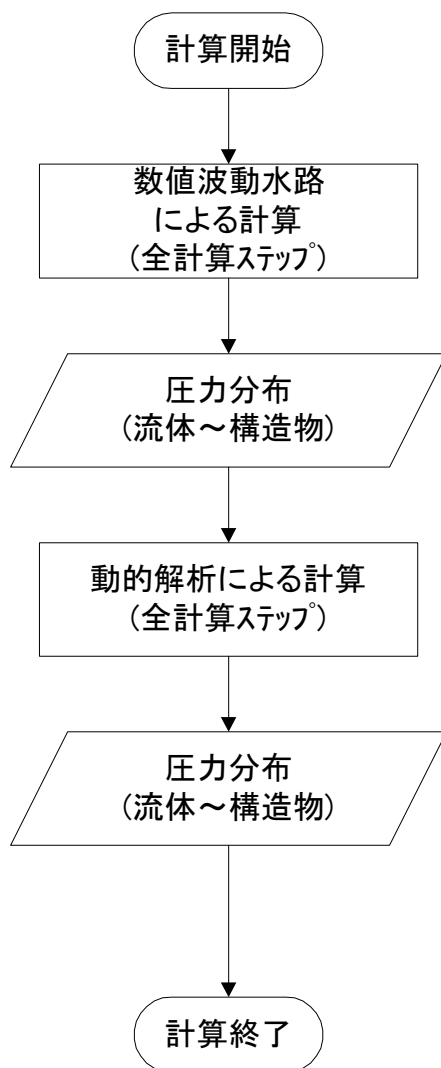 計算開始
数値波動水路
による計算
(全計算ｽﾃｯﾌﾟ)
圧力分布
(流体～構造物)
動的解析による計算
(全計算ｽﾃｯﾌﾟ)
圧力分布
(流体～構造物)
計算終了